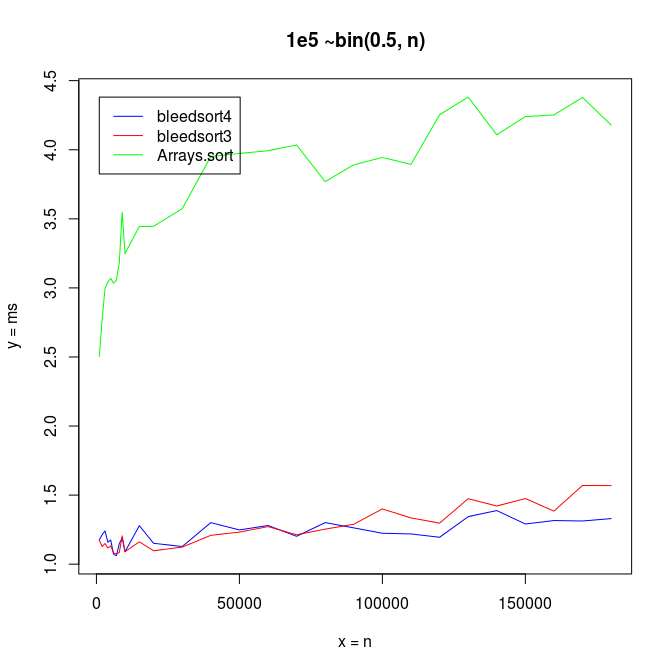 1e5 ~bin(0.5, n)
bleedsort4
bleedsort3
Arrays.sort
y = ms
4.5
4.0
3.5
3.0
2.5
2.0
1.5
1.0
0 50000 100000 150000
x = n